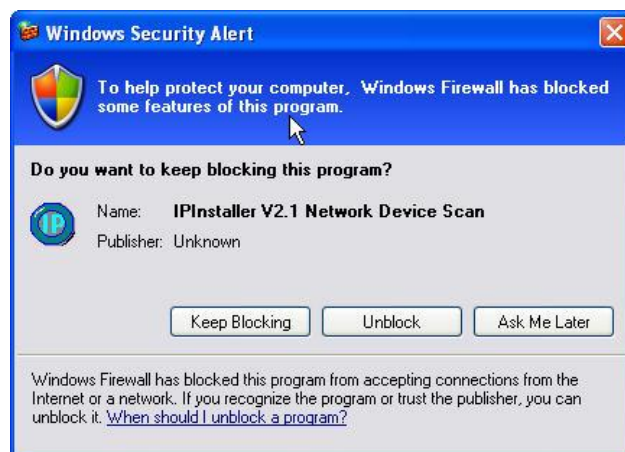 Windows Security Alert
To help protect your computer, Windows Firewall has blocked
some features of this program.
Do you want to keep blocking this program?
IP
Name: IPInstaller V2.1 Network Device Scan
Publisher: Unknown
Keep Blocking Unblock Ask Me Later
Windows Firewall has blocked this program from accepting connections from the
Internet or a network. If you recognize the program or trust the publisher, you can
unblock it. When should I unblock a program?